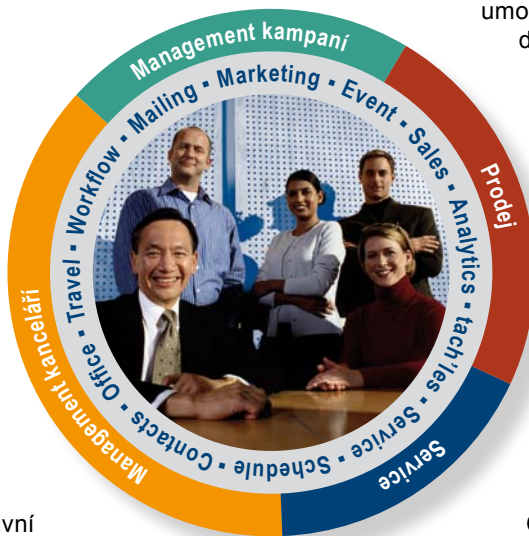 umo
d
Management kampaní
Prodej
Service
Management kanceláří
Mailing ▪ Marketing ▪ Event ▪ Sales ▪ Analytics ▪ tach'les ▪ Service ▪ Schedule ▪ Contacts ▪ Office ▪ Travel ▪ Workflow ▪
vní